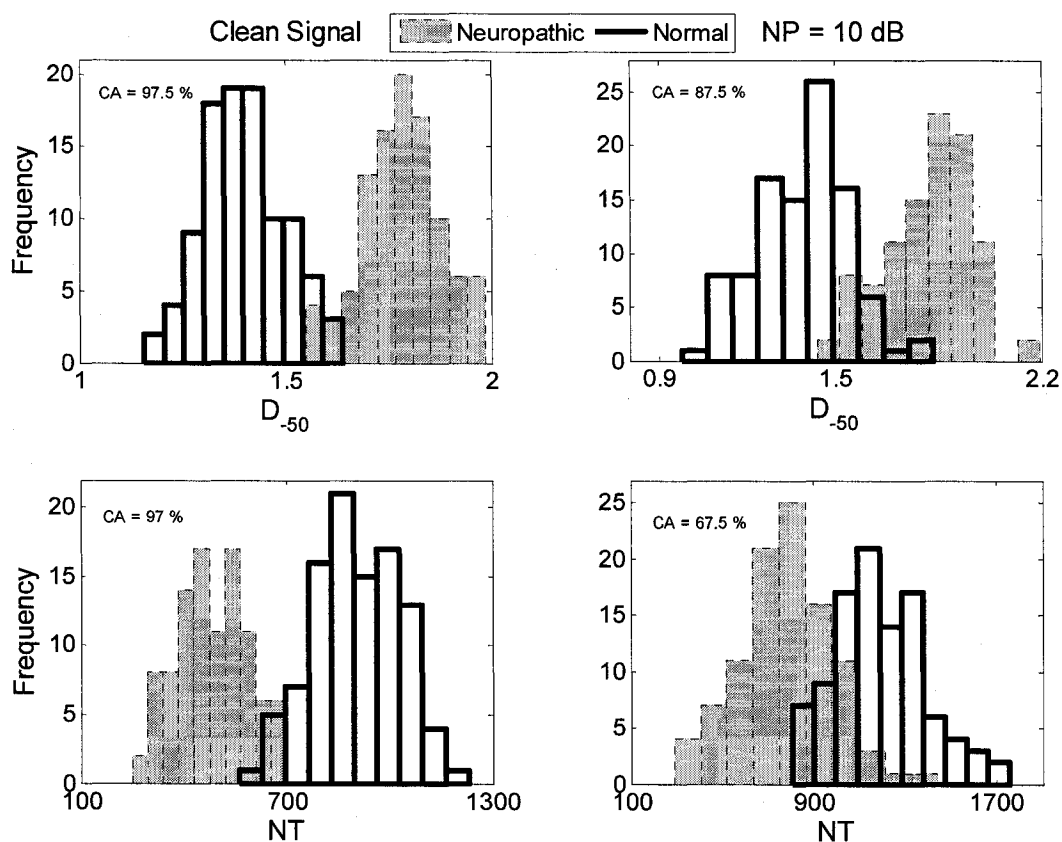 Clean Signal Neuropathic Normal NP = 10 dB
20
15
10
5
0
Frequency
CA = 97.5 %
1 1.5 2
D-50
25
20
15
10
5
0
CA = 87.5 %
0.9 1.5 2.2
D-50
20
15
10
5
0
Frequency
CA = 97 %
100 700 1300
NT
25
20
15
10
5
0
CA = 67.5 %
100 900 1700
NT